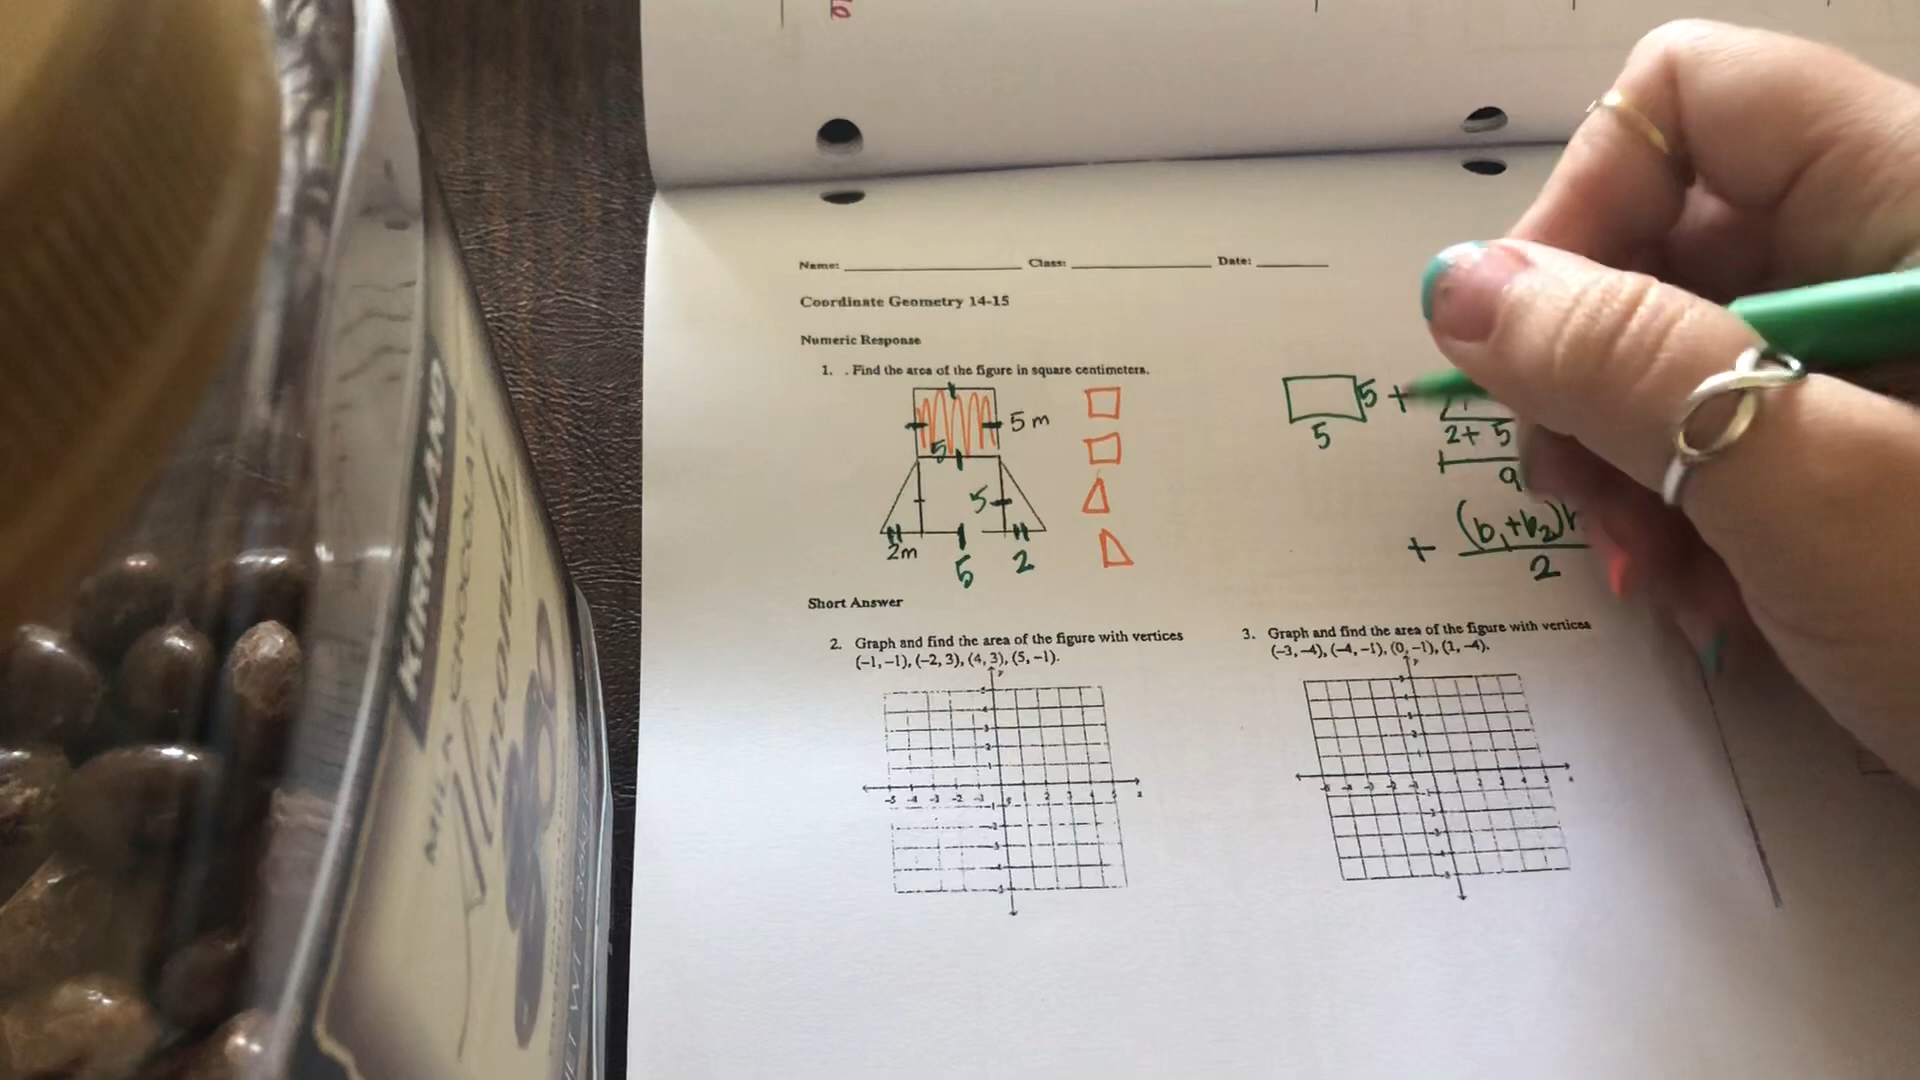 Name: Class: Date:
Coordinate Geometry 14-15
Numeric Response
1. . Find the area of the figure in square centimeters.
5 m
5
5
2m
5
2
5 +
5
2+ 5
9
+ (b₁+b₂)h
2
Short Answer
2. Graph and find the area of the figure with vertices
(-1, -1), (-2, 3), (4, 3), (5, -1).
3. Graph and find the area of the figure with vertices
(-3, -4), (-4, -1), (0, -1), (1, -4).
KIRKLAND
MILK CHOCOLATE
Almonds